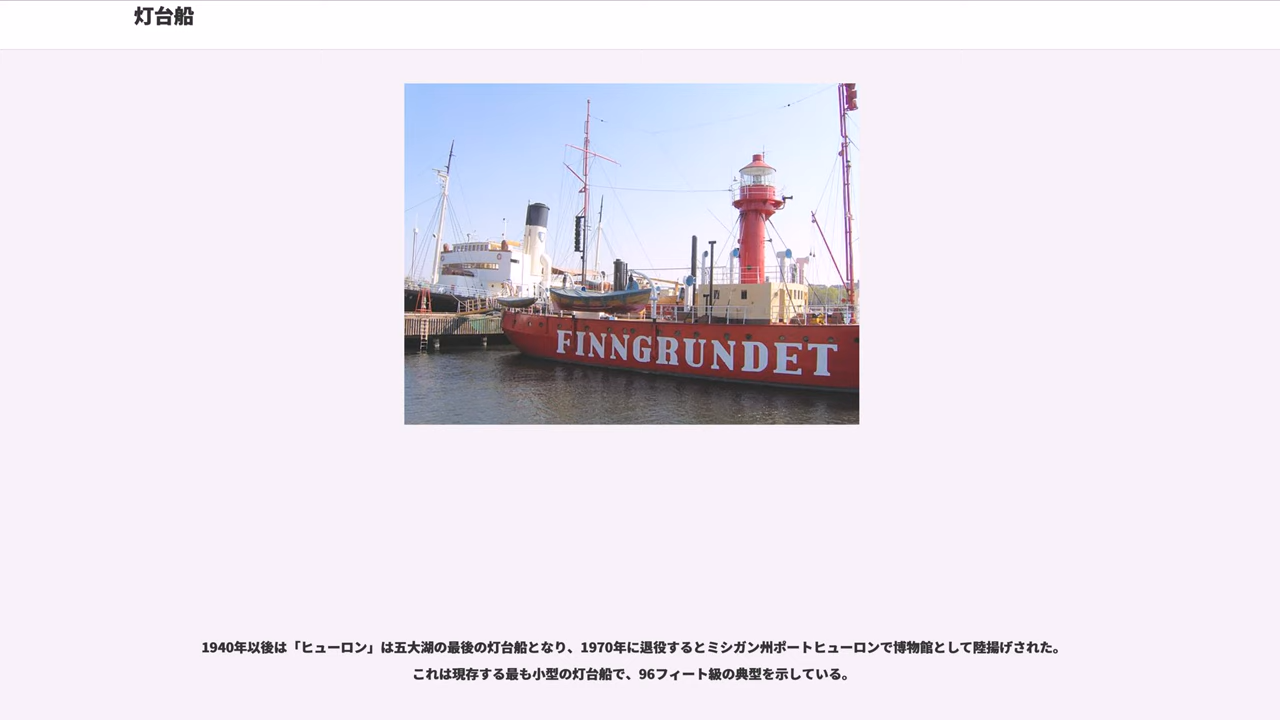 灯台船
FINNGRUNDET
1940年以後は「ヒューロン」は五大湖の最後の灯台船となり、1970年に退役するとミシガン州ポートヒューロンで博物館として陸揚げされた。
これは現存する最も小型の灯台船で、96フィート級の典型を示している。